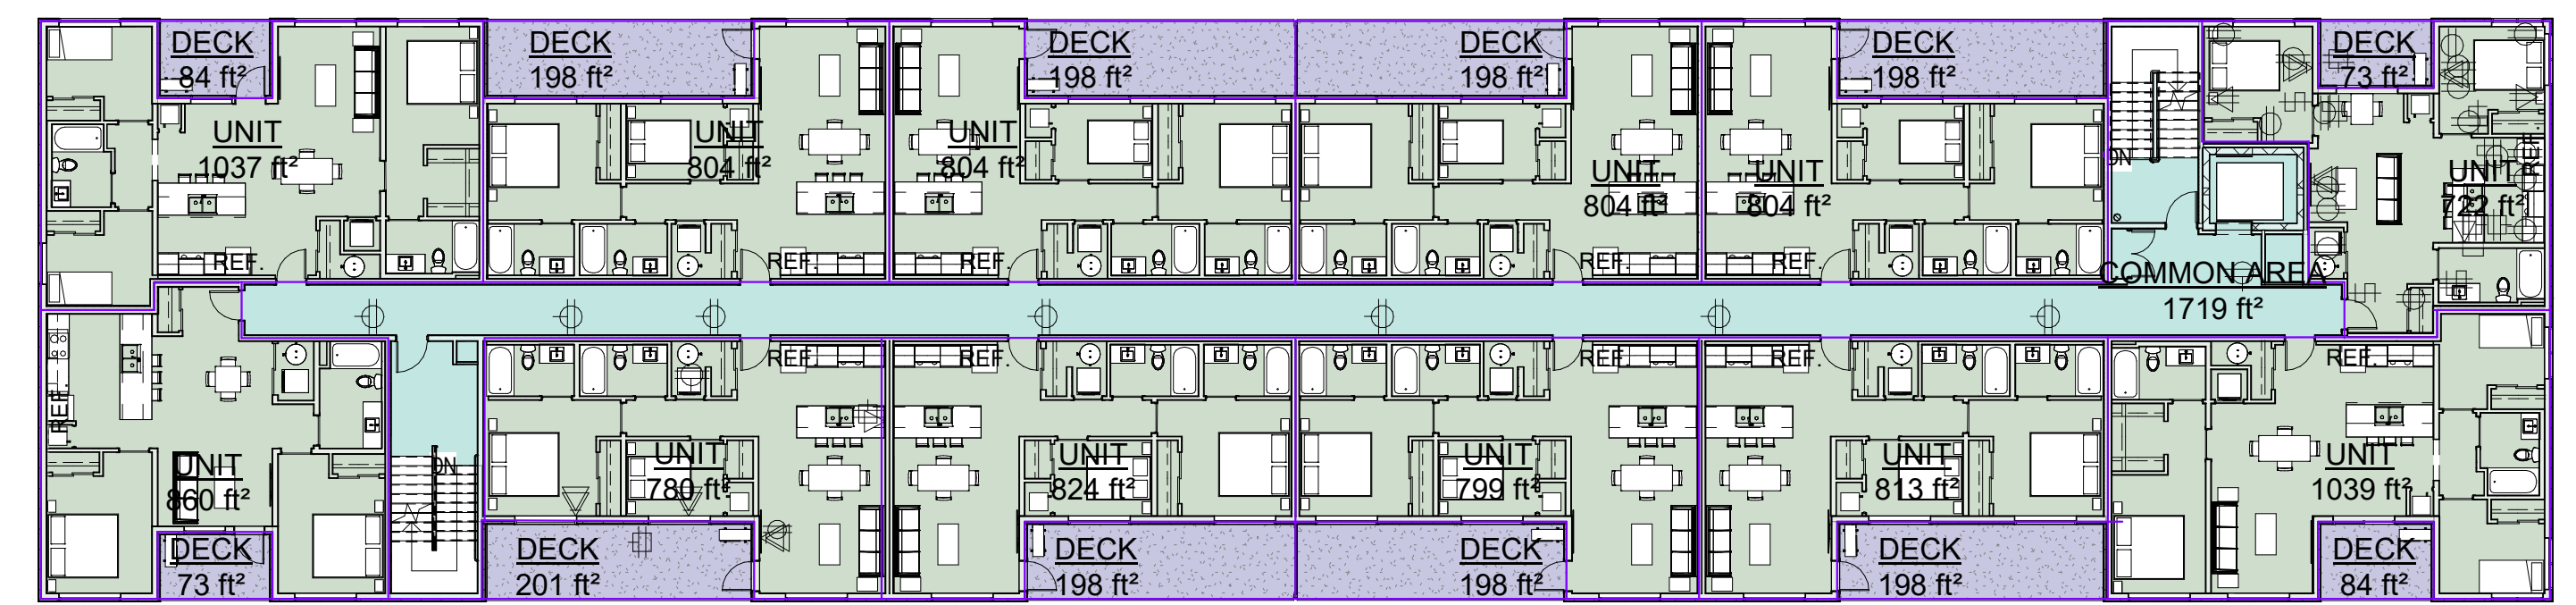 DECK
84 ft²
DECK
198 ft²
DECK
198 ft²
DECK
198 ft²
DECK
198 ft²
DECK
73 ft²
UNIT
1037 ft²
UNIT
804 ft²
UNIT
804 ft²
UNIT
804 ft²
UNIT
804 ft²
UNIT
722 ft²
REF.
DN
REF.
REF.
REF.
REF.
REF.
COMMON AREA
1719 ft²
REF.
REF.
REF.
REF.
REF.
REF.
DN
UNIT
860 ft²
UNIT
780 ft²
UNIT
824 ft²
UNIT
799 ft²
UNIT
813 ft²
UNIT
1039 ft²
DECK
73 ft²
DECK
201 ft²
DECK
198 ft²
DECK
198 ft²
DECK
198 ft²
DECK
84 ft²